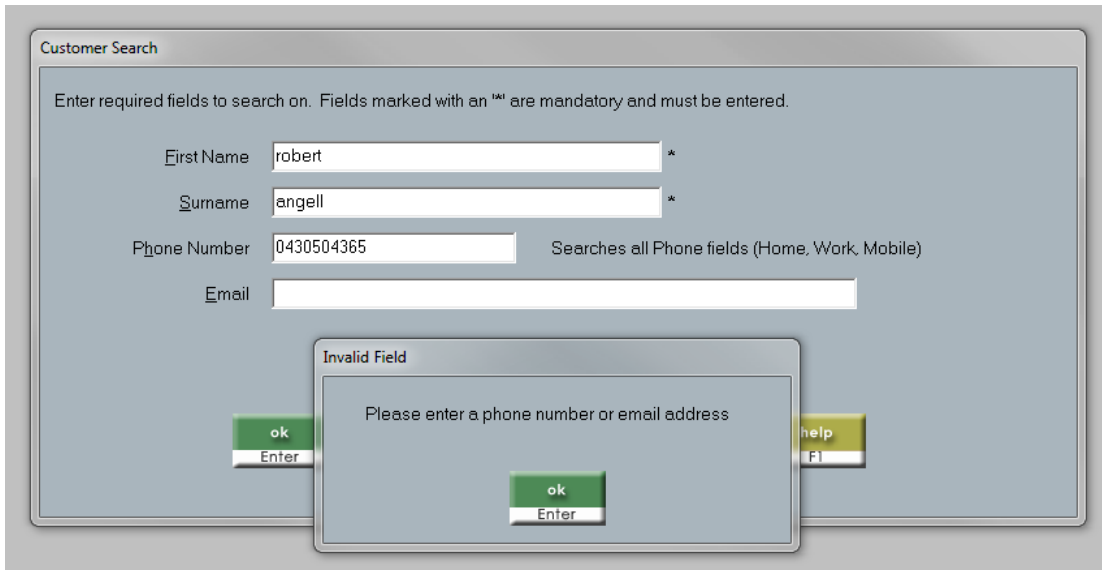 Customer Search
Enter required fields to search on. Fields marked with an '*' are mandatory and must be entered.
First Name robert *
Surname angell *
Phone Number 0430504365 Searches all Phone fields (Home, Work, Mobile)
Email
Invalid Field
Please enter a phone number or email address
ok
Enter
help
F1
ok
Enter